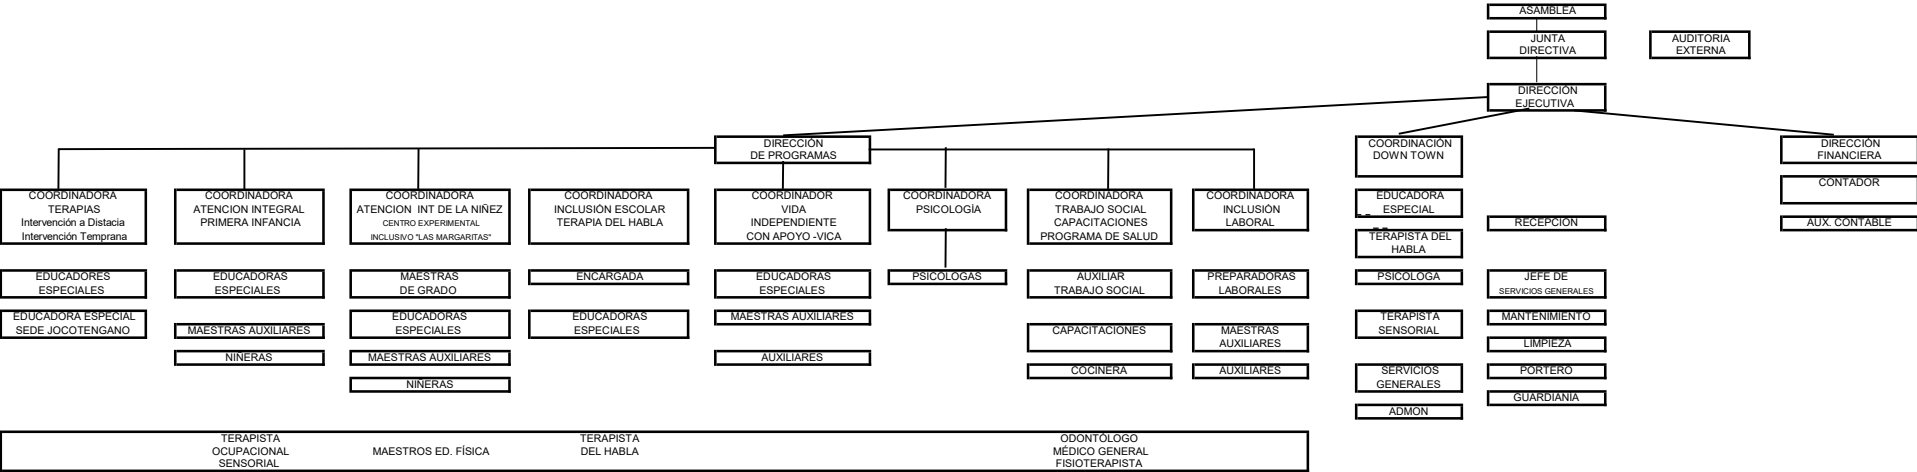 ASAMBLEA
JUNTA
DIRECTIVA
AUDITORIA
EXTERNA
DIRECCIÓN
EJECUTIVA
DIRECCIÓN
DE PROGRAMAS
COORDINACIÓN
DOWN TOWN
DIRECCIÓN
FINANCIERA
CONTADOR
AUX. CONTABLE
COORDINADORA
TERAPIAS
Intervención a Distacia
Intervención Temprana
EDUCADORES
ESPECIALES
EDUCADORA ESPECIAL
SEDE JOCOTENGANO
COORDINADORA
ATENCION INTEGRAL
PRIMERA INFANCIA
EDUCADORAS
ESPECIALES
MAESTRAS AUXILIARES
NIÑERAS
COORDINADORA
ATENCION INT DE LA NIÑEZ
CENTRO EXPERIMENTAL
INCLUSIVO "LAS MARGARITAS"
MAESTRAS
DE GRADO
EDUCADORAS
ESPECIALES
MAESTRAS AUXILIARES
NIÑERAS
COORDINADORA
INCLUSIÓN ESCOLAR
TERAPIA DEL HABLA
ENCARGADA
EDUCADORAS
ESPECIALES
COORDINADOR
VIDA
INDEPENDIENTE
CON APOYO -VICA
EDUCADORAS
ESPECIALES
MAESTRAS AUXILIARES
AUXILIARES
COORDINADORA
PSICOLOGÍA
PSICOLOGAS
COORDINADORA
TRABAJO SOCIAL
CAPACITACIONES
PROGRAMA DE SALUD
AUXILIAR
TRABAJO SOCIAL
CAPACITACIONES
COCINERA
COORDINADORA
INCLUSIÓN
LABORAL
PREPARADORAS
LABORALES
MAESTRAS
AUXILIARES
AUXILIARES
EDUCADORA
ESPECIAL
TERAPISTA DEL
HABLA
PSICOLOGA
TERAPISTA
SENSORIAL
SERVICIOS
GENERALES
ADMON
RECEPCIÓN
JEFE DE
SERVICIOS GENERALES
MANTENIMIENTO
LIMPIEZA
PORTERO
GUARDIANIA
TERAPISTA
OCUPACIONAL
SENSORIAL
MAESTROS ED. FÍSICA
TERAPISTA
DEL HABLA
ODONTÓLOGO
MÉDICO GENERAL
FISIOTERAPISTA